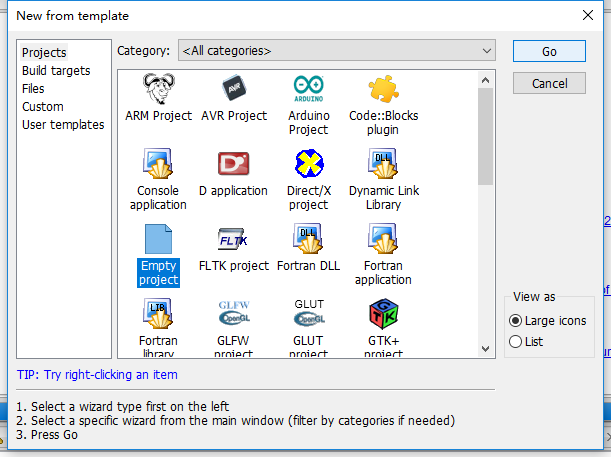 New from template
Projects
Build targets
Files
Custom
User templates
Category: <All categories>
Go
Cancel
ARM Project
AVR Project
ARDUINO
Arduino
Project
Code::Blocks
plugin
Console
application
D application
Direct/X
project
DLL
Dynamic Link
Library
Empty
project
FLTK
FLTK project
DLL
Fortran DLL
Fortran
application
LIB
Fortran
library
GLFW
OpenGL
GLFW
project
GLUT
OpenGL
GLUT
project
GTK
GTK+
project
View as
Large icons
List
TIP: Try right-clicking an item
1. Select a wizard type first on the left
2. Select a specific wizard from the main window (filter by categories if needed)
3. Press Go